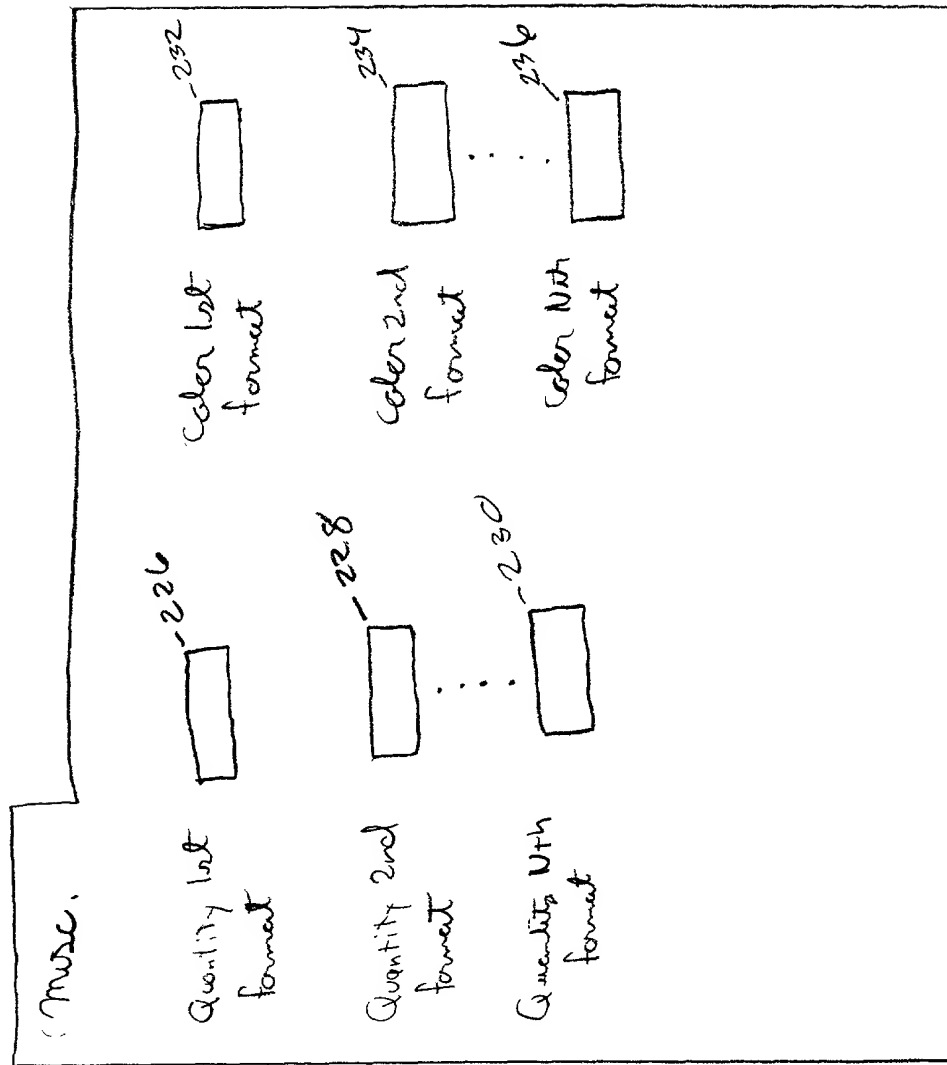 Misc.
Quantity 1st
format
-226
Color 1st
format
-232
Quantity 2nd
format
-228
Color 2nd
format
-234
Quantity Nth
format
-230
Color Nth
format
236